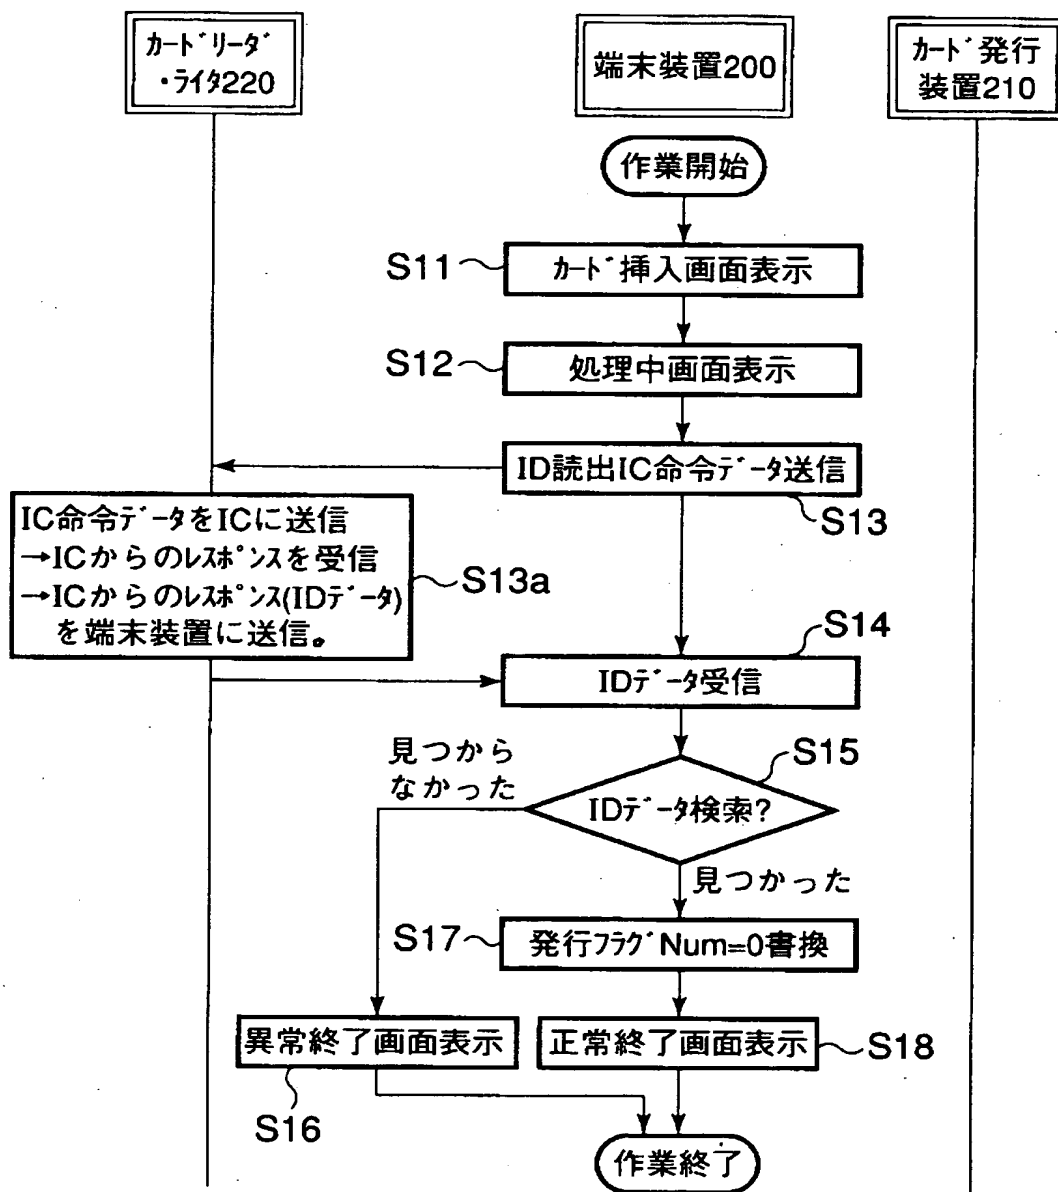 カード リーダ
・ライタ220
端末装置200
カード発行
装置210
作業開始
S11
カード挿入画面表示
S12
処理中画面表示
ID読出IC命令データ送信
S13
IC命令データをICに送信
→ICからのレスポンスを受信
→ICからのレスポンス(IDデータ)
を端末装置に送信。
S13a
S14
IDデータ受信
S15
見つから
なかった
IDデータ検索?
見つかった
S17
発行フラグNum=0書換
異常終了画面表示
正常終了画面表示
S18
S16
作業終了